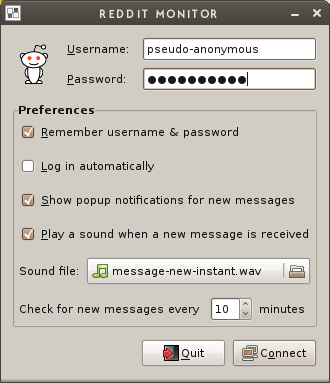 REDDIT MONITOR
Username: pseudo-anonymous
Password: ●●●●●●●●●●
Preferences
Remember username & password
Log in automatically
Show popup notifications for new messages
Play a sound when a new message is received
Sound file: message-new-instant.wav
Check for new messages every 10 minutes
Quit Connect